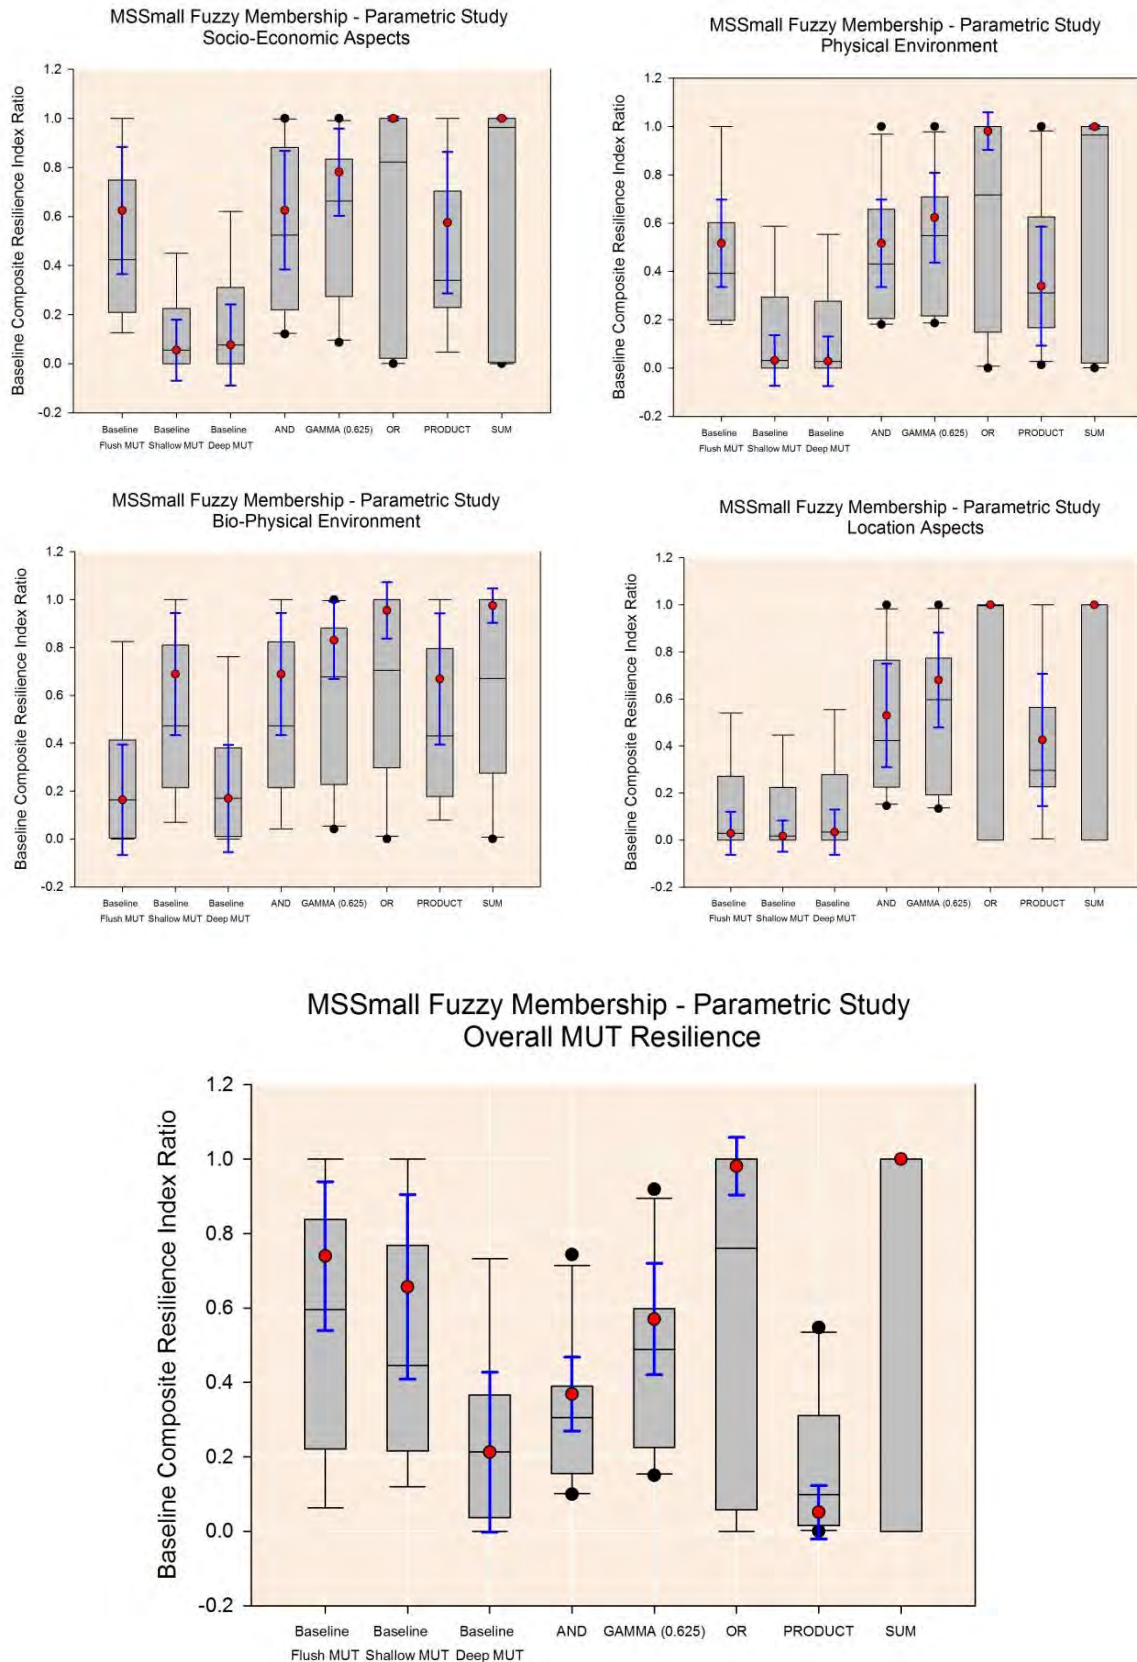 MSSmall Fuzzy Membership - Parametric Study
Socio-Economic Aspects
Baseline Composite Resilience Index Ratio
1.2
1.0
0.8
0.6
0.4
0.2
0.0
-0.2
Baseline Baseline Baseline AND GAMMA (0.625) OR PRODUCT SUM
Flush MUT Shallow MUT Deep MUT
MSSmall Fuzzy Membership - Parametric Study
Physical Environment
Baseline Composite Resilience Index Ratio
1.2
1.0
0.8
0.6
0.4
0.2
0.0
-0.2
Baseline Baseline Baseline AND GAMMA (0.625) OR PRODUCT SUM
Flush MUT Shallow MUT Deep MUT
MSSmall Fuzzy Membership - Parametric Study
Bio-Physical Environment
Baseline Composite Resilience Index Ratio
1.2
1.0
0.8
0.6
0.4
0.2
0.0
-0.2
Baseline Baseline Baseline AND GAMMA (0.625) OR PRODUCT SUM
Flush MUT Shallow MUT Deep MUT
MSSmall Fuzzy Membership - Parametric Study
Location Aspects
Baseline Composite Resilience Index Ratio
1.2
1.0
0.8
0.6
0.4
0.2
0.0
-0.2
Baseline Baseline Baseline AND GAMMA (0.625) OR PRODUCT SUM
Flush MUT Shallow MUT Deep MUT
MSSmall Fuzzy Membership - Parametric Study
Overall MUT Resilience
Baseline Composite Resilience Index Ratio
1.2
1.0
0.8
0.6
0.4
0.2
0.0
-0.2
Baseline Baseline Baseline AND GAMMA (0.625) OR PRODUCT SUM
Flush MUT Shallow MUT Deep MUT